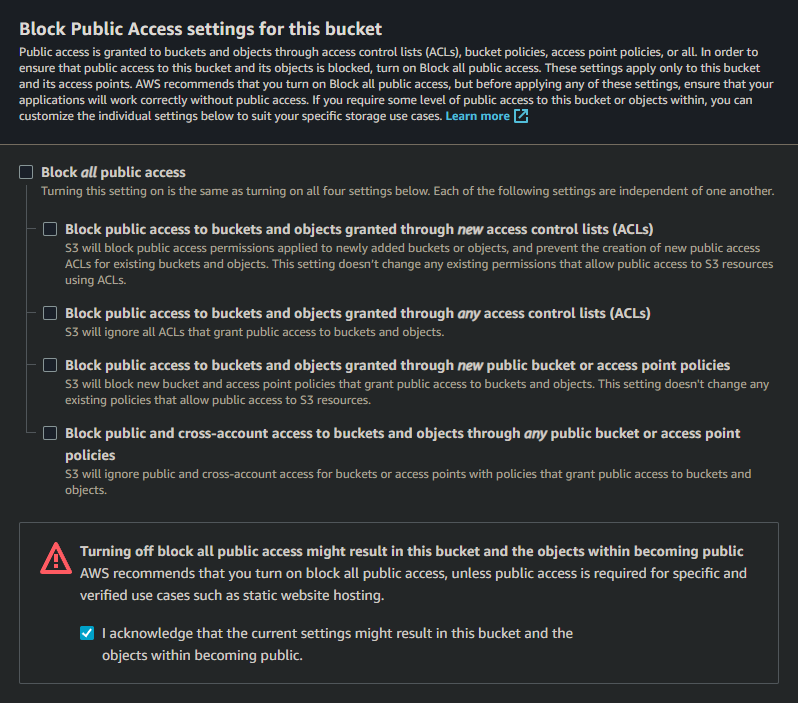 Block Public Access settings for this bucket
Public access is granted to buckets and objects through access control lists (ACLs), bucket policies, access point policies, or all. In order to
ensure that public access to this bucket and its objects is blocked, turn on Block all public access. These settings apply only to this bucket
and its access points. AWS recommends that you turn on Block all public access, but before applying any of these settings, ensure that your
applications will work correctly without public access. If you require some level of public access to this bucket or objects within, you can
customize the individual settings below to suit your specific storage use cases. Learn more
Block all public access
Turning this setting on is the same as turning on all four settings below. Each of the following settings are independent of one another.
Block public access to buckets and objects granted through new access control lists (ACLs)
S3 will block public access permissions applied to newly added buckets or objects, and prevent the creation of new public access
ACLs for existing buckets and objects. This setting doesn't change any existing permissions that allow public access to S3 resources
using ACLs.
Block public access to buckets and objects granted through any access control lists (ACLs)
S3 will ignore all ACLs that grant public access to buckets and objects.
Block public access to buckets and objects granted through new public bucket or access point policies
S3 will block new bucket and access point policies that grant public access to buckets and objects. This setting doesn't change any
existing policies that allow public access to S3 resources.
Block public and cross-account access to buckets and objects through any public bucket or access point
policies
S3 will ignore public and cross-account access for buckets or access points with policies that grant public access to buckets and
objects.
Turning off block all public access might result in this bucket and the objects within becoming public
AWS recommends that you turn on block all public access, unless public access is required for specific and
verified use cases such as static website hosting.
I acknowledge that the current settings might result in this bucket and the
objects within becoming public.